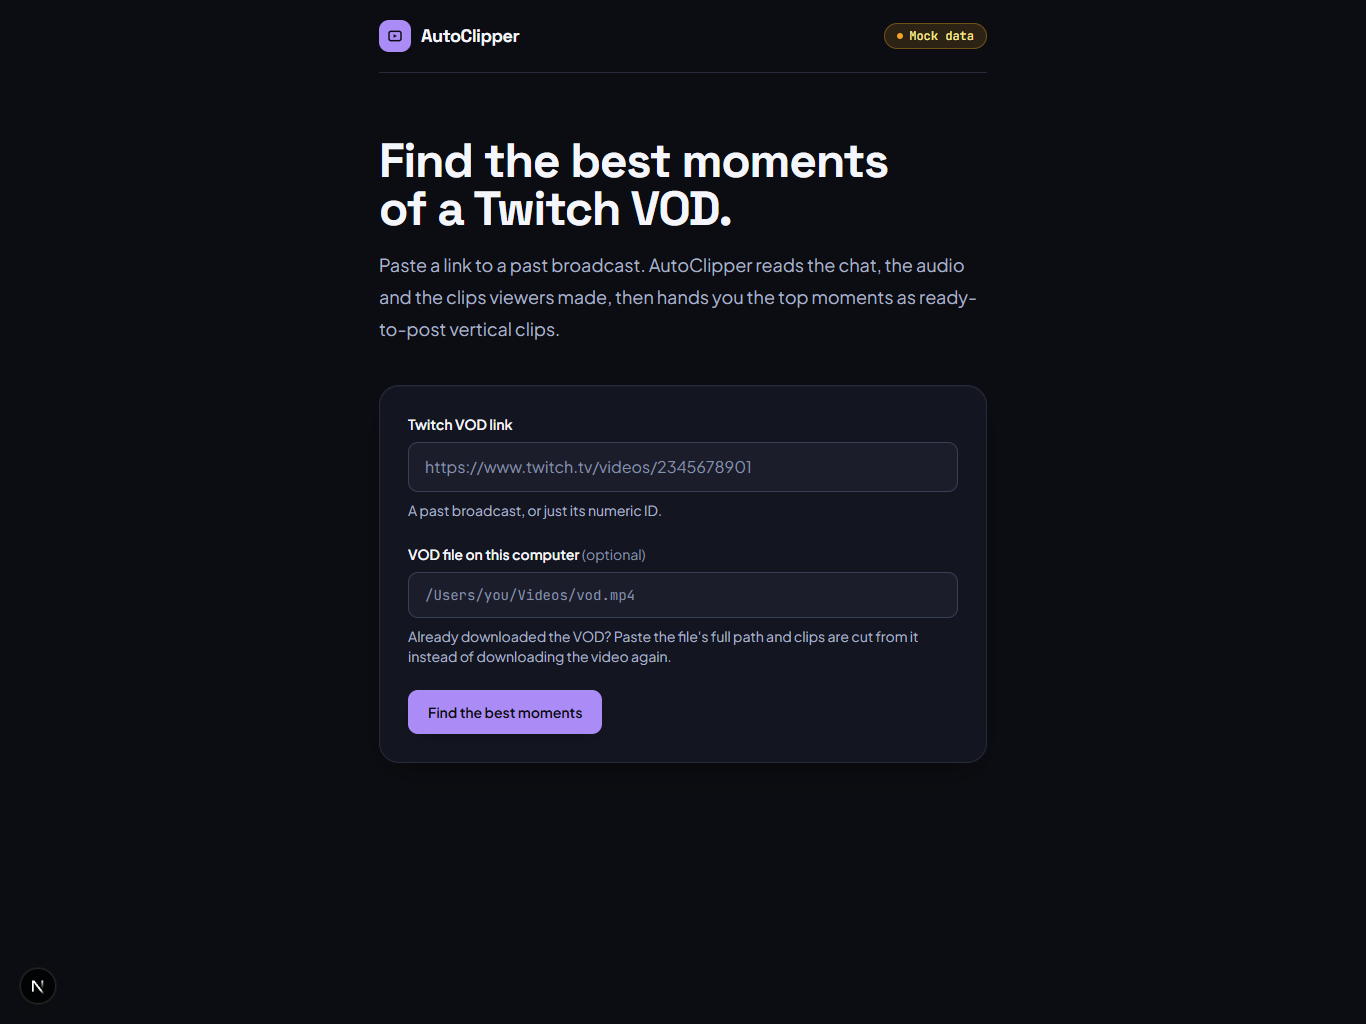 AutoClipper
Mock data
Find the best moments
of a Twitch VOD.
Paste a link to a past broadcast. AutoClipper reads the chat, the audio
and the clips viewers made, then hands you the top moments as ready-
to-post vertical clips.
Twitch VOD link
https://www.twitch.tv/videos/2345678901
A past broadcast, or just its numeric ID.
VOD file on this computer (optional)
/Users/you/Videos/vod.mp4
Already downloaded the VOD? Paste the file's full path and clips are cut from it
instead of downloading the video again.
Find the best moments
N